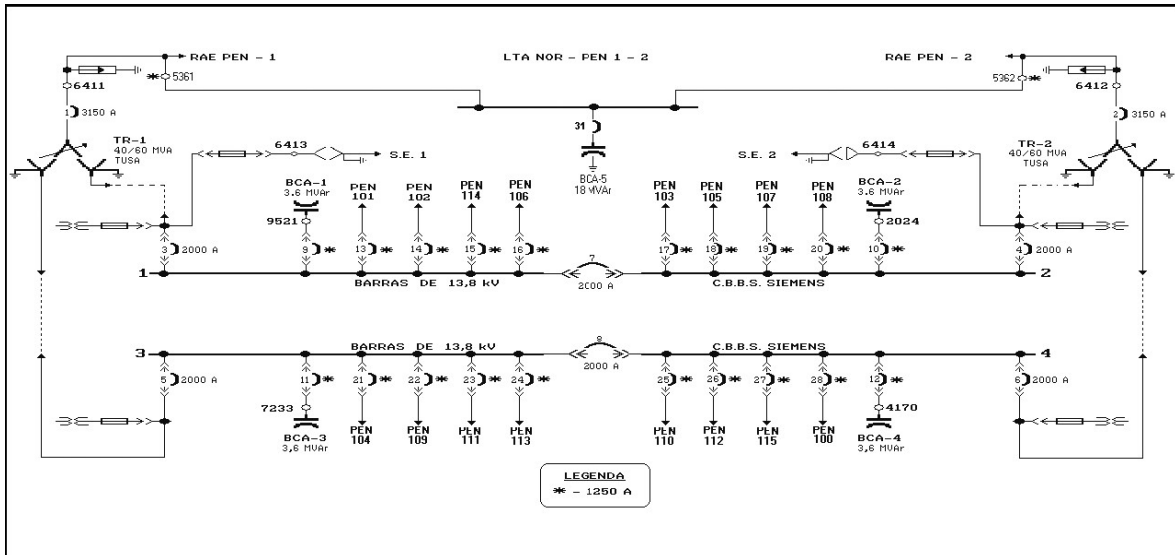 RAE PEN - 1
LTA NOR - PEN 1 - 2
RAE PEN - 2
* 5361
5362 *
6411
6412
1 3150 A
2 3150 A
31
TR-1
40/60 MVA
TUSA
TR-2
40/60 MVA
TUSA
6413
S.E. 1
S.E. 2
6414
BCA-5
18 MVAr
BCA-1
3.6 MVAr
PEN
101
PEN
102
PEN
114
PEN
106
PEN
103
PEN
105
PEN
107
PEN
108
BCA-2
3.6 MVAr
9521
2024
3 2000 A
9 *
13 *
14 *
15 *
16 *
17 *
18 *
19 *
20 *
10 *
4 2000 A
7
2000 A
1
BARRAS DE 13,8 kV
C.B.B.S. SIEMENS
2
3
BARRAS DE 13,8 kV
8
2000 A
C.B.B.S. SIEMENS
4
5 2000 A
11 *
21 *
22 *
23 *
24 *
25 *
26 *
27 *
28 *
12 *
6 2000 A
7233
4170
BCA-3
3,6 MVAr
PEN
104
PEN
109
PEN
111
PEN
113
PEN
110
PEN
112
PEN
115
PEN
100
BCA-4
3,6 MVAr
LEGENDA
* - 1250 A